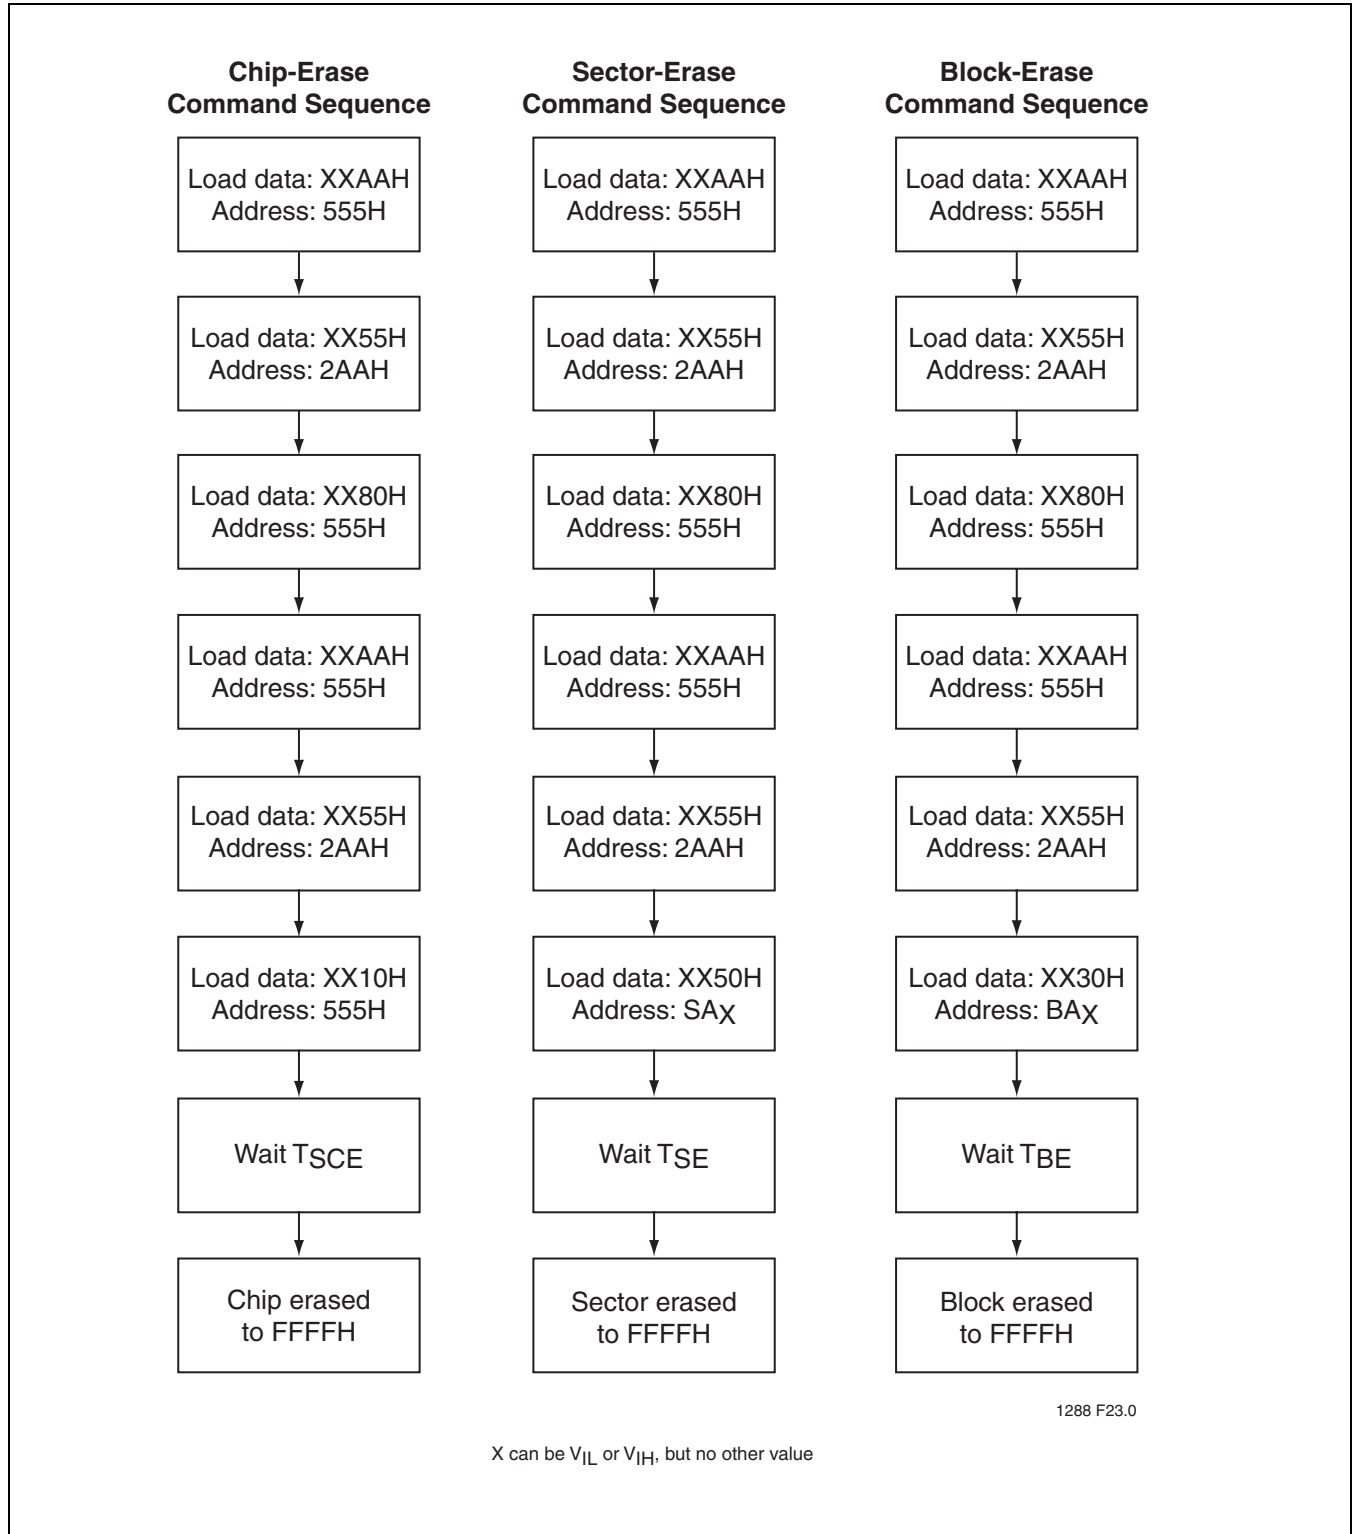 Chip-Erase
Command Sequence
Load data: XXAAH
Address: 555H
Load data: XX55H
Address: 2AAH
Load data: XX80H
Address: 555H
Load data: XXAAH
Address: 555H
Load data: XX55H
Address: 2AAH
Load data: XX10H
Address: 555H
Wait TSCE
Chip erased
to FFFFH
Sector-Erase
Command Sequence
Load data: XXAAH
Address: 555H
Load data: XX55H
Address: 2AAH
Load data: XX80H
Address: 555H
Load data: XXAAH
Address: 555H
Load data: XX55H
Address: 2AAH
Load data: XX50H
Address: SAX
Wait TSE
Sector erased
to FFFFH
Block-Erase
Command Sequence
Load data: XXAAH
Address: 555H
Load data: XX55H
Address: 2AAH
Load data: XX80H
Address: 555H
Load data: XXAAH
Address: 555H
Load data: XX55H
Address: 2AAH
Load data: XX30H
Address: BAX
Wait TBE
Block erased
to FFFFH
1288 F23.0
X can be VIL or VIH, but no other value